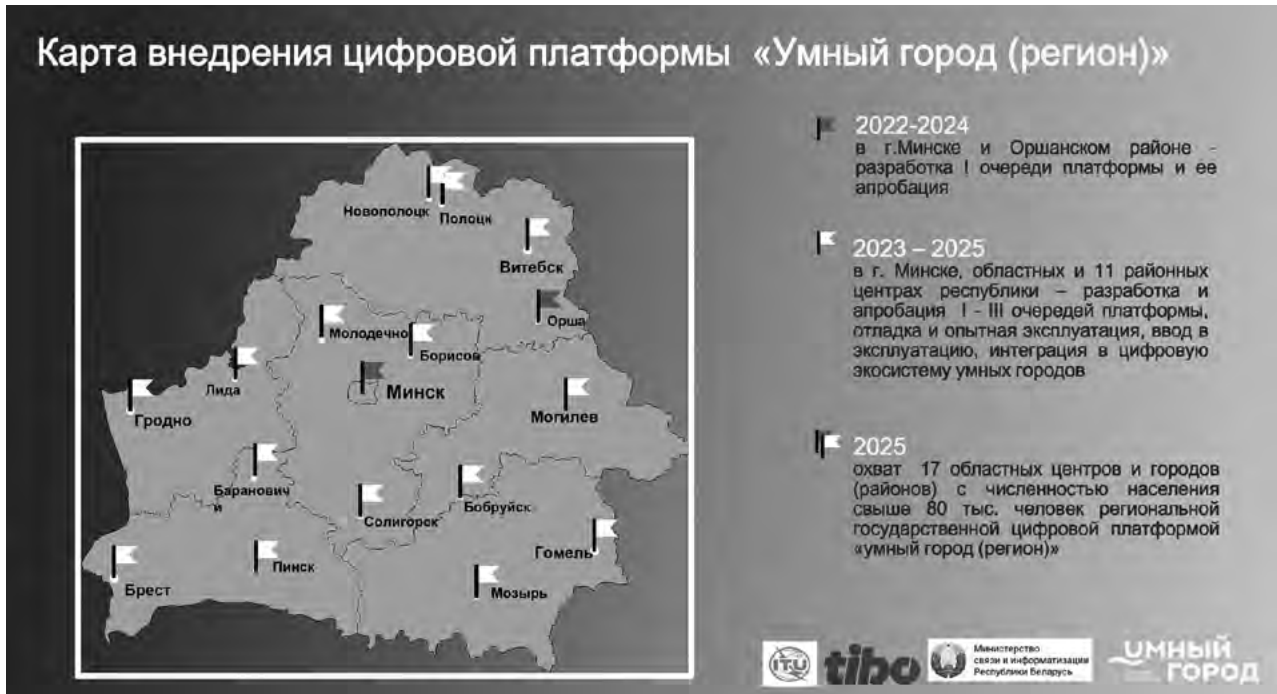 Карта внедрения цифровой платформы «Умный город (регион)»
Новополоцк
Полоцк
Витебск
Орша
Молодечно
Борисов
Минск
Лида
Гродно
Могилев
Баранович
и
Солигорск
Бобруйск
Гомель
Брест
Пинск
Мозырь
2022-2024
в г.Минске и Оршанском районе -
разработка I очереди платформы и ее
апробация
2023 – 2025
в г. Минске, областных и 11 районных
центрах республики – разработка и
апробация I - III очередей платформы,
отладка и опытная эксплуатация, ввод в
эксплуатацию, интеграция в цифровую
экосистему умных городов
2025
охват 17 областных центров и городов
(районов) с численностью населения
свыше 80 тыс. человек региональной
государственной цифровой платформой
«умный город (регион)»
ITU
tibo
Министерство
связи и информатизации
Республики Беларусь
УМНЫЙ
ГОРОД